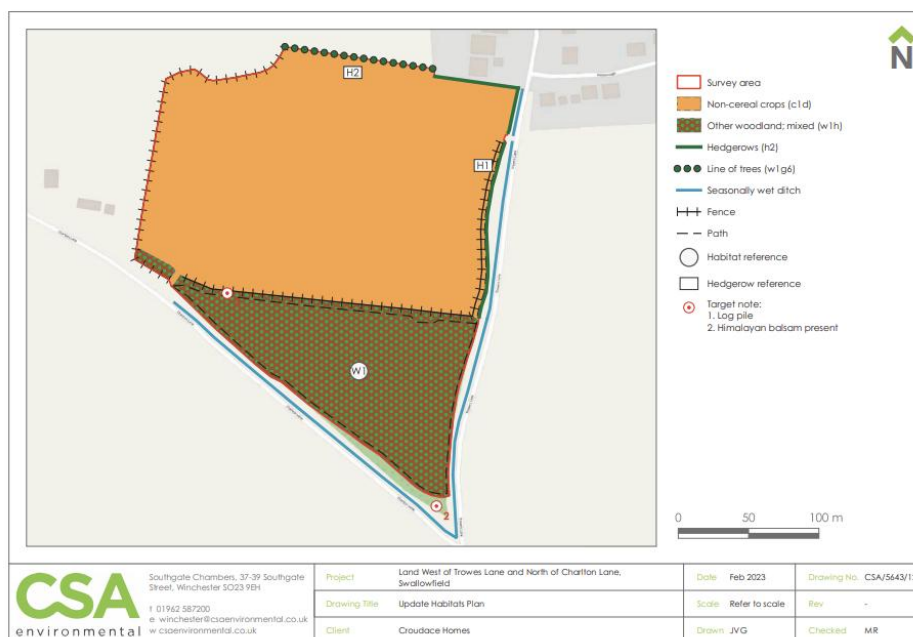 N
H2
H1
W1
2
Survey area
Non-cereal crops (c1d)
Other woodland; mixed (w1h)
Hedgerows (h2)
Line of trees (w1g6)
Seasonally wet ditch
Fence
Path
Habitat reference
Hedgerow reference
Target note:
1. Log pile
2. Himalayan balsam present
0 50 100 m
CSA
environmental
Southgate Chambers, 37-39 Southgate
Street, Winchester SO23 9EH
t 01962 587200
e winchester@csaenvironmental.co.uk
w csaenvironmental.co.uk
Project Land West of Trowes Lane and North of Charlton Lane,
Swallowfield
Drawing Title Update Habitats Plan
Client Croudace Homes
Date Feb 2023
Scale Refer to scale
Drawn JVG
Drawing No. CSA/5643/1
Rev -
Checked MR